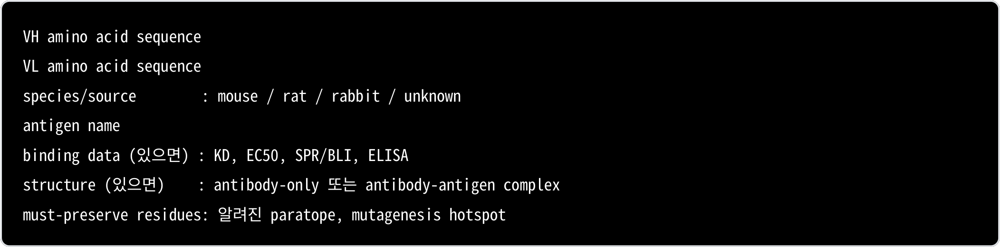 VH amino acid sequence
VL amino acid sequence
species/source        : mouse / rat / rabbit / unknown
antigen name
binding data (있으면) : KD, EC50, SPR/BLI, ELISA
structure (있으면)    : antibody-only 또는 antibody-antigen complex
must-preserve residues: 알려진 paratope, mutagenesis hotspot